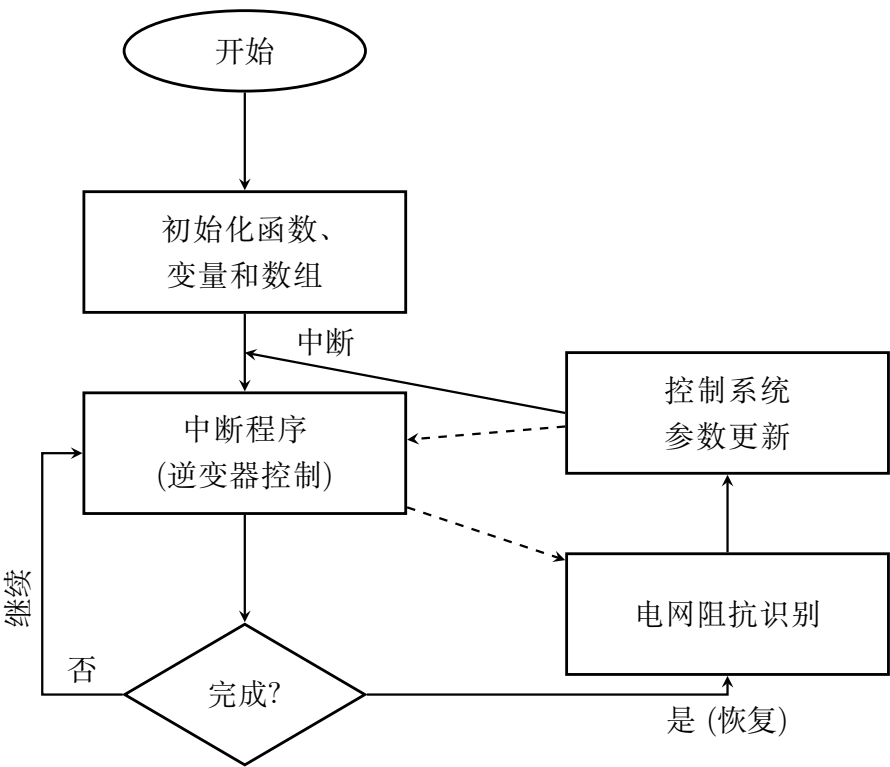 开始
初始化函数、
变量和数组
中断
中断程序
(逆变器控制)
控制系统
参数更新
电网阻抗识别
继续
否
完成?
是 (恢复)